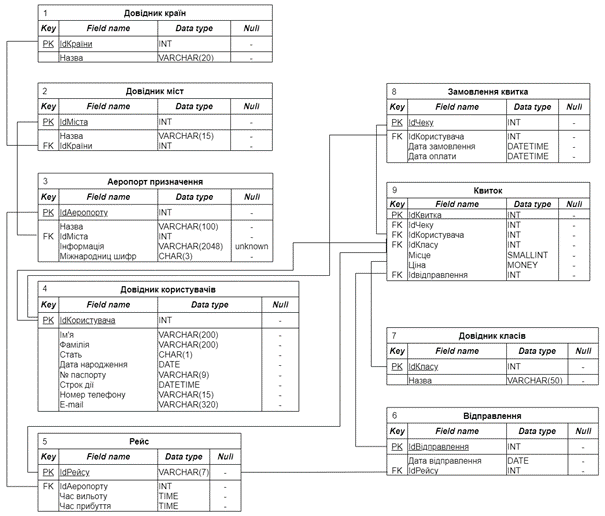 1 Довідник країн
Key Field name Data type Null
PK IdКраїни INT -
Назва VARCHAR(20) -
2 Довідник міст
Key Field name Data type Null
PK IdМіста INT -
Назва VARCHAR(15) -
FK IdКраїни INT -
3 Аеропорт призначення
Key Field name Data type Null
PK IdАеропорту INT -
Назва VARCHAR(100) -
FK IdМіста INT -
Інформація VARCHAR(2048) unknown
Міжнародниц шифр CHAR(3) -
4 Довідник користувачів
Key Field name Data type Null
PK IdКористувача INT -
Ім'я VARCHAR(200) -
Фамілія VARCHAR(200) -
Стать CHAR(1) -
Дата народження DATE -
№ паспорту VARCHAR(9) -
Строк дії DATETIME -
Номер телефону VARCHAR(15) -
E-mail VARCHAR(320) -
5 Рейс
Key Field name Data type Null
PK IdРейсу VARCHAR(7) -
FK IdАеропорту INT -
Час вильоту TIME -
Час прибуття TIME -
8 Замовлення квитка
Key Field name Data type Null
PK IdЧеку INT -
FK IdКористувача INT -
Дата замовлення DATETIME -
Дата оплати DATETIME -
9 Квиток
Key Field name Data type Null
PK IdКвитка INT -
FK IdЧеку INT -
FK IdКористувача INT -
FK IdКласу INT -
Місце SMALLINT -
Ціна MONEY -
FK Idвідправлення INT -
7 Довідник класів
Key Field name Data type Null
PK IdКласу INT -
Назва VARCHAR(50) -
6 Відправлення
Key Field name Data type Null
PK IdВідправлення INT -
Дата відправлення DATE -
FK IdРейсу INT -